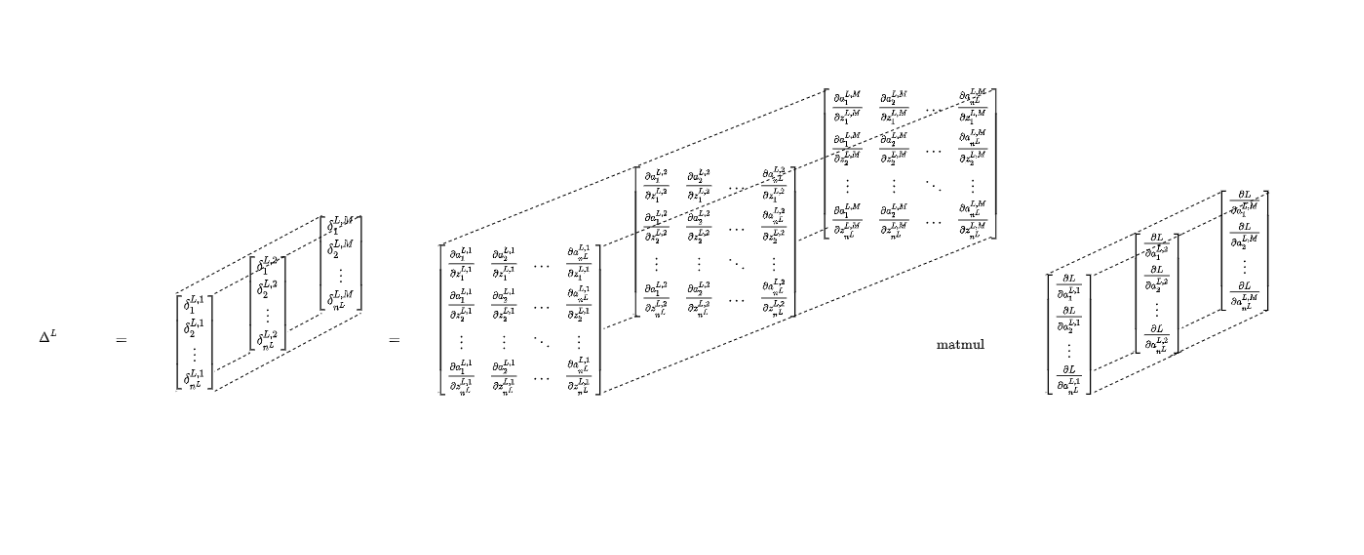 Δ^L = [δ_1^{L,1} δ_2^{L,1} ⋮ δ_{n^L}^{L,1}] [δ_1^{L,2} δ_2^{L,2} ⋮ δ_{n^L}^{L,2}] [δ_1^{L,M} δ_2^{L,M} ⋮ δ_{n^L}^{L,M}] =
∂a_1^{L,1}/∂z_1^{L,1} ∂a_2^{L,1}/∂z_1^{L,1} … ∂a_{n^L}^{L,1}/∂z_1^{L,1}
∂a_1^{L,1}/∂z_2^{L,1} ∂a_2^{L,1}/∂z_2^{L,1} … ∂a_{n^L}^{L,1}/∂z_2^{L,1}
⋮ ⋮ ⋱ ⋮
∂a_1^{L,1}/∂z_{n^L}^{L,1} ∂a_2^{L,1}/∂z_{n^L}^{L,1} … ∂a_{n^L}^{L,1}/∂z_{n^L}^{L,1}
∂a_1^{L,2}/∂z_1^{L,2} ∂a_2^{L,2}/∂z_1^{L,2} … ∂a_{n^L}^{L,2}/∂z_1^{L,2}
∂a_1^{L,2}/∂z_2^{L,2} ∂a_2^{L,2}/∂z_2^{L,2} … ∂a_{n^L}^{L,2}/∂z_2^{L,2}
⋮ ⋮ ⋱ ⋮
∂a_1^{L,2}/∂z_{n^L}^{L,2} ∂a_2^{L,2}/∂z_{n^L}^{L,2} … ∂a_{n^L}^{L,2}/∂z_{n^L}^{L,2}
∂a_1^{L,M}/∂z_1^{L,M} ∂a_2^{L,M}/∂z_1^{L,M} … ∂a_{n^L}^{L,M}/∂z_1^{L,M}
∂a_1^{L,M}/∂z_2^{L,M} ∂a_2^{L,M}/∂z_2^{L,M} … ∂a_{n^L}^{L,M}/∂z_2^{L,M}
⋮ ⋮ ⋱ ⋮
∂a_1^{L,M}/∂z_{n^L}^{L,M} ∂a_2^{L,M}/∂z_{n^L}^{L,M} … ∂a_{n^L}^{L,M}/∂z_{n^L}^{L,M}
matmul
∂L/∂a_1^{L,1}
∂L/∂a_2^{L,1}
⋮
∂L/∂a_{n^L}^{L,1}
∂L/∂a_1^{L,2}
∂L/∂a_2^{L,2}
⋮
∂L/∂a_{n^L}^{L,2}
∂L/∂a_1^{L,M}
∂L/∂a_2^{L,M}
⋮
∂L/∂a_{n^L}^{L,M}